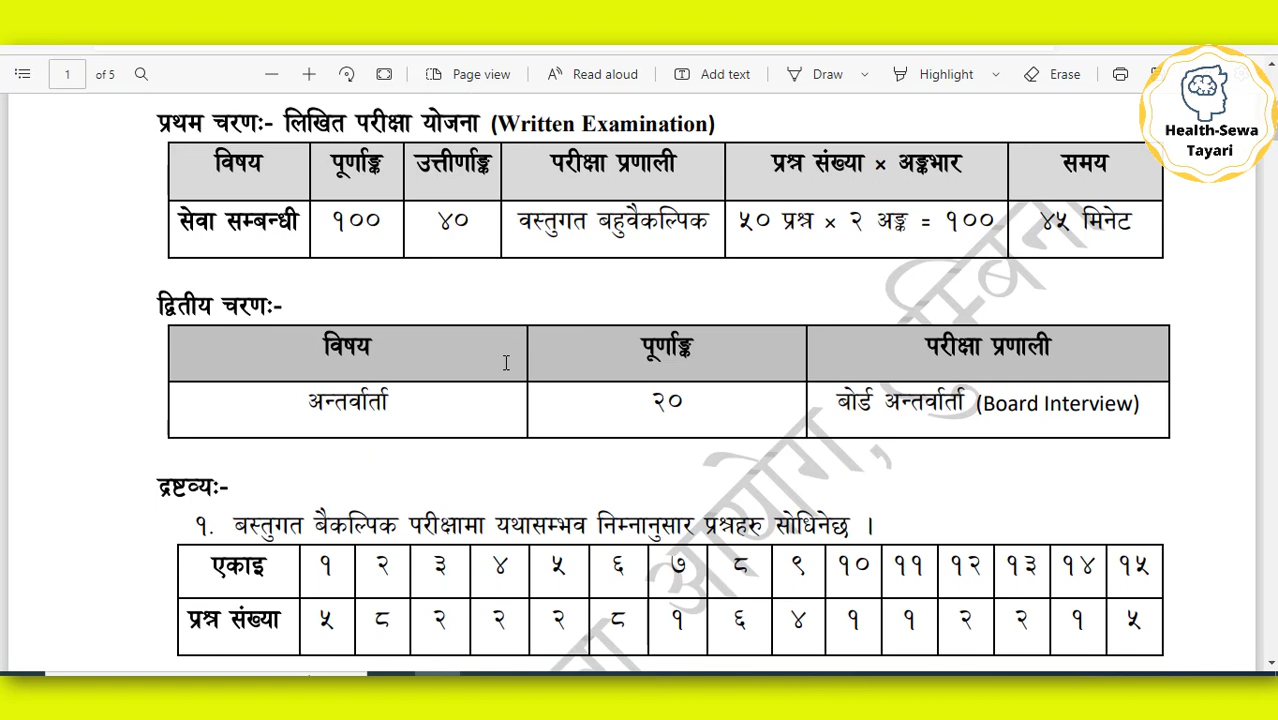 1 of 5 Page view Read aloud Add text Draw Highlight Erase
Health-Sewa
Tayari
प्रथम चरणः- लिखित परीक्षा योजना (Written Examination)
विषय पूर्णाङ्क उत्तीर्णाङ्क परीक्षा प्रणाली प्रश्न संख्या × अङ्कभार समय
सेवा सम्बन्धी १०० ४० वस्तुगत बहुवैकल्पिक ५० प्रश्न × २ अङ्क = १०० ४५ मिनेट
द्वितीय चरणः-
विषय पूर्णाङ्क परीक्षा प्रणाली
अन्तर्वार्ता २० बोर्ड अन्तर्वार्ता (Board Interview)
द्रष्टव्यः-
१. बस्तुगत बैकल्पिक परीक्षामा यथासम्भव निम्नानुसार प्रश्नहरु सोधिनेछ ।
एकाइ १ २ ३ ४ ५ ६ ७ ८ ९ १० ११ १२ १३ १४ १५
प्रश्न संख्या ५ ८ २ २ २ ८ १ ६ ४ १ १ २ २ १ ५
आयोग,